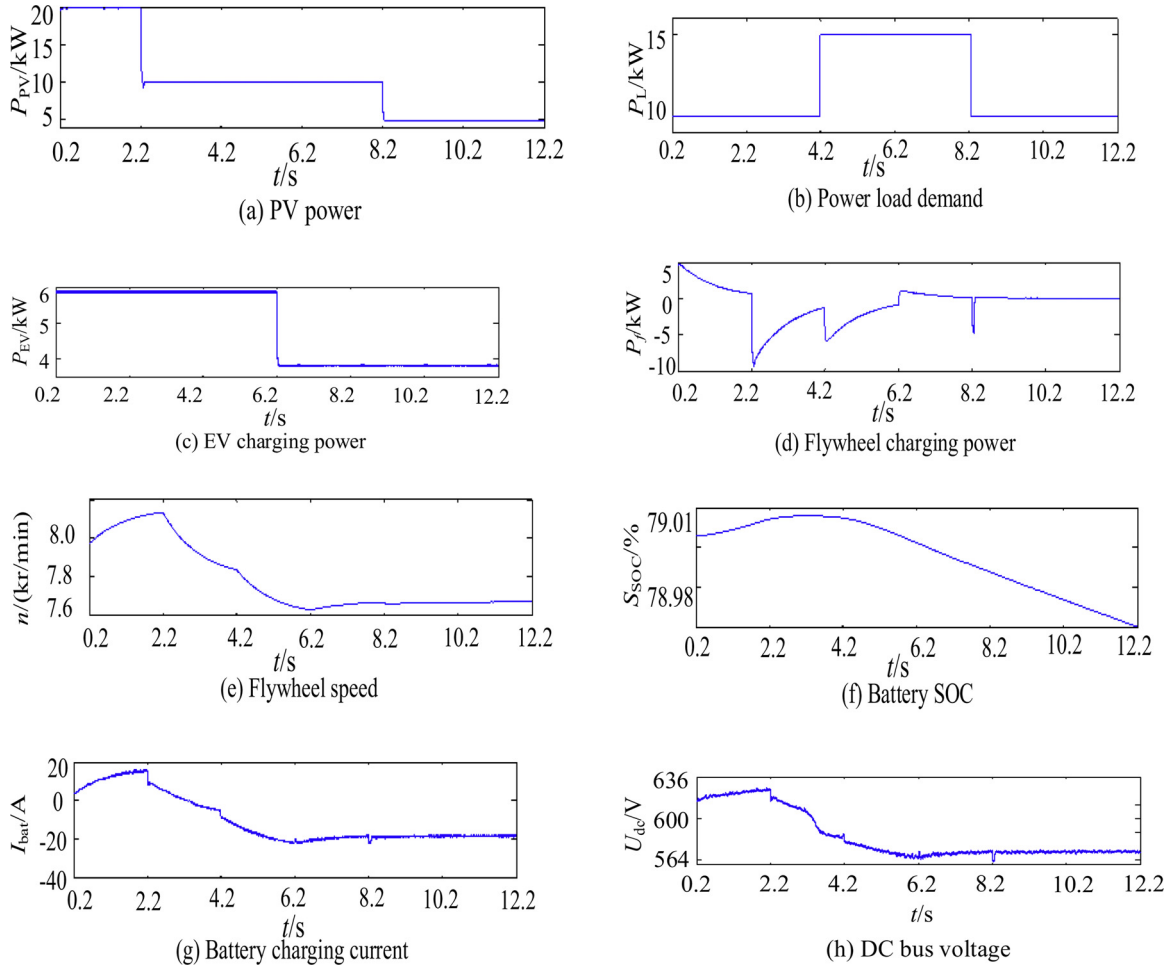 20
15
10
5
P_PV/kW
0.2 2.2 4.2 6.2 8.2 10.2 12.2
t/s
(a) PV power
15
10
P_L/kW
0.2 2.2 4.2 6.2 8.2 10.2 12.2
t/s
(b) Power load demand
6
4
P_EV/kW
0.2 2.2 4.2 6.2 8.2 10.2 12.2
t/s
(c) EV charging power
5
0
-5
-10
P_f/kW
0.2 2.2 4.2 6.2 8.2 10.2 12.2
t/s
(d) Flywheel charging power
8.0
7.8
7.6
n/(kr/min)
0.2 2.2 4.2 6.2 8.2 10.2 12.2
t/s
(e) Flywheel speed
79.01
78.98
S_SOC/%
0.2 2.2 4.2 6.2 8.2 10.2 12.2
t/s
(f) Battery SOC
20
0
-20
-40
I_bat/A
0.2 2.2 4.2 6.2 8.2 10.2 12.2
t/s
(g) Battery charging current
636
600
564
U_dc/V
0.2 2.2 4.2 6.2 8.2 10.2 12.2
t/s
(h) DC bus voltage